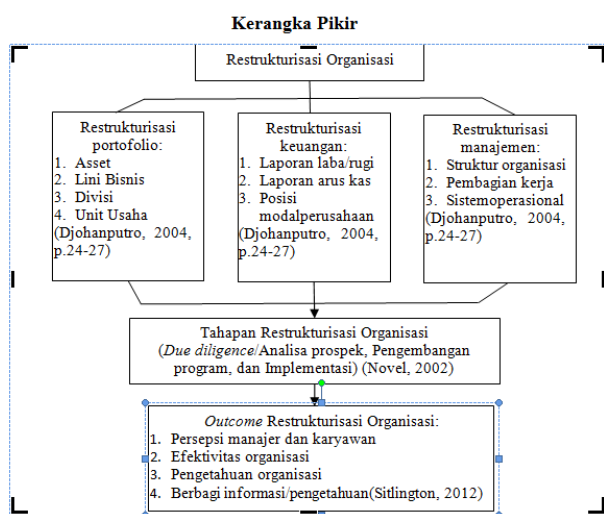 Kerangka Pikir
Restrukturisasi Organisasi
Restrukturisasi
portofolio:
1. Asset
2. Lini Bisnis
3. Divisi
4. Unit Usaha
(Djohanputro, 2004,
p.24-27)
Restrukturisasi
keuangan:
1. Laporan laba/rugi
2. Laporan arus kas
3. Posisi
modalperusahaan
(Djohanputro, 2004,
p.24-27)
Restrukturisasi
manajemen:
1. Struktur organisasi
2. Pembagian kerja
3. Sistemoperasional
(Djohanputro, 2004,
p.24-27)
Tahapan Restrukturisasi Organisasi
(Due diligence/Analisa prospek, Pengembangan
program, dan Implementasi) (Novel, 2002)
Outcome Restrukturisasi Organisasi:
1. Persepsi manajer dan karyawan
2. Efektivitas organisasi
3. Pengetahuan organisasi
4. Berbagi informasi/pengetahuan(Sitlington, 2012)